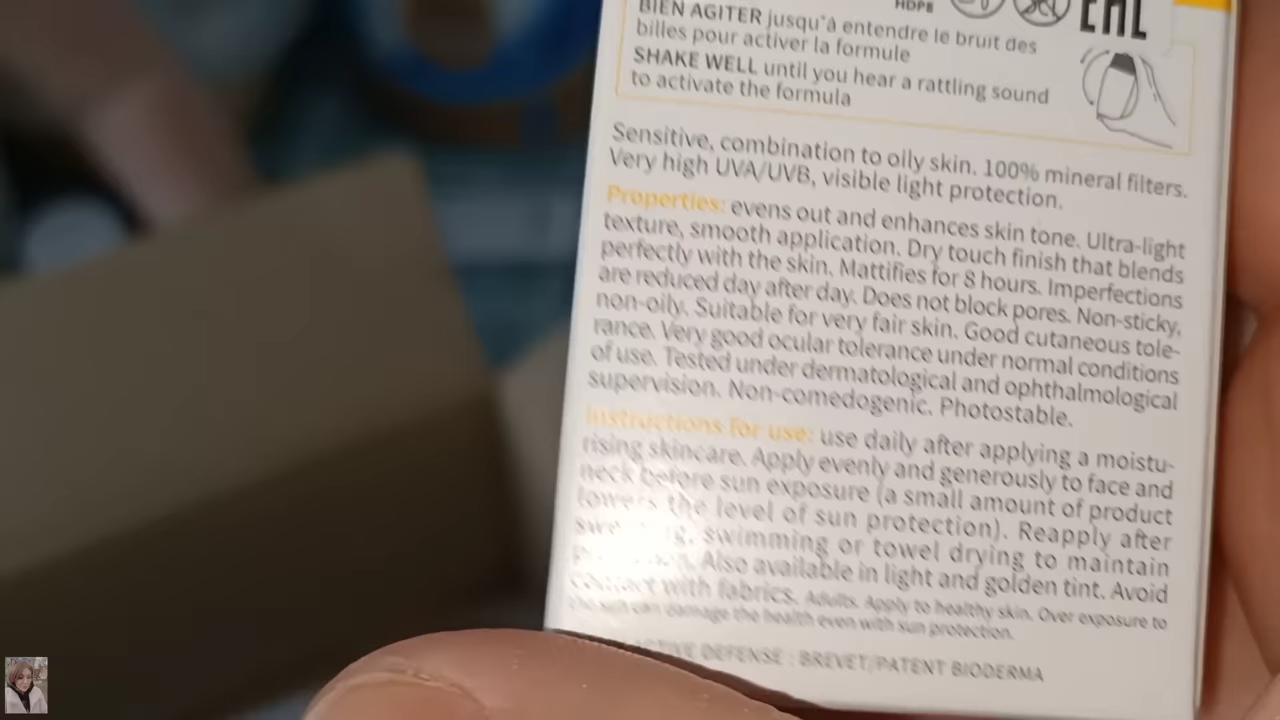 HDPE
EAC
BIEN AGITER jusqu'à entendre le bruit des
billes pour activer la formule
SHAKE WELL until you hear a rattling sound
to activate the formula
Sensitive, combination to oily skin. 100% mineral filters.
Very high UVA/UVB, visible light protection.
Properties: evens out and enhances skin tone. Ultra-light
texture, smooth application. Dry touch finish that blends
perfectly with the skin. Mattifies for 8 hours. Imperfections
are reduced day after day. Does not block pores. Non-sticky,
non-oily. Suitable for very fair skin. Good cutaneous tole-
rance. Very good ocular tolerance under normal conditions
of use. Tested under dermatological and ophthalmological
supervision. Non-comedogenic. Photostable.
Instructions for use: use daily after applying a moistu-
rising skincare. Apply evenly and generously to face and
neck before sun exposure (a small amount of product
lowers the level of sun protection). Reapply after
swimming or towel drying to maintain
Also available in light and golden tint. Avoid
contact with fabrics. Adults. Apply to healthy skin. Over exposure to
the sun can damage the health even with sun protection.
DEFENSE : BREVET/PATENT BIODERMA